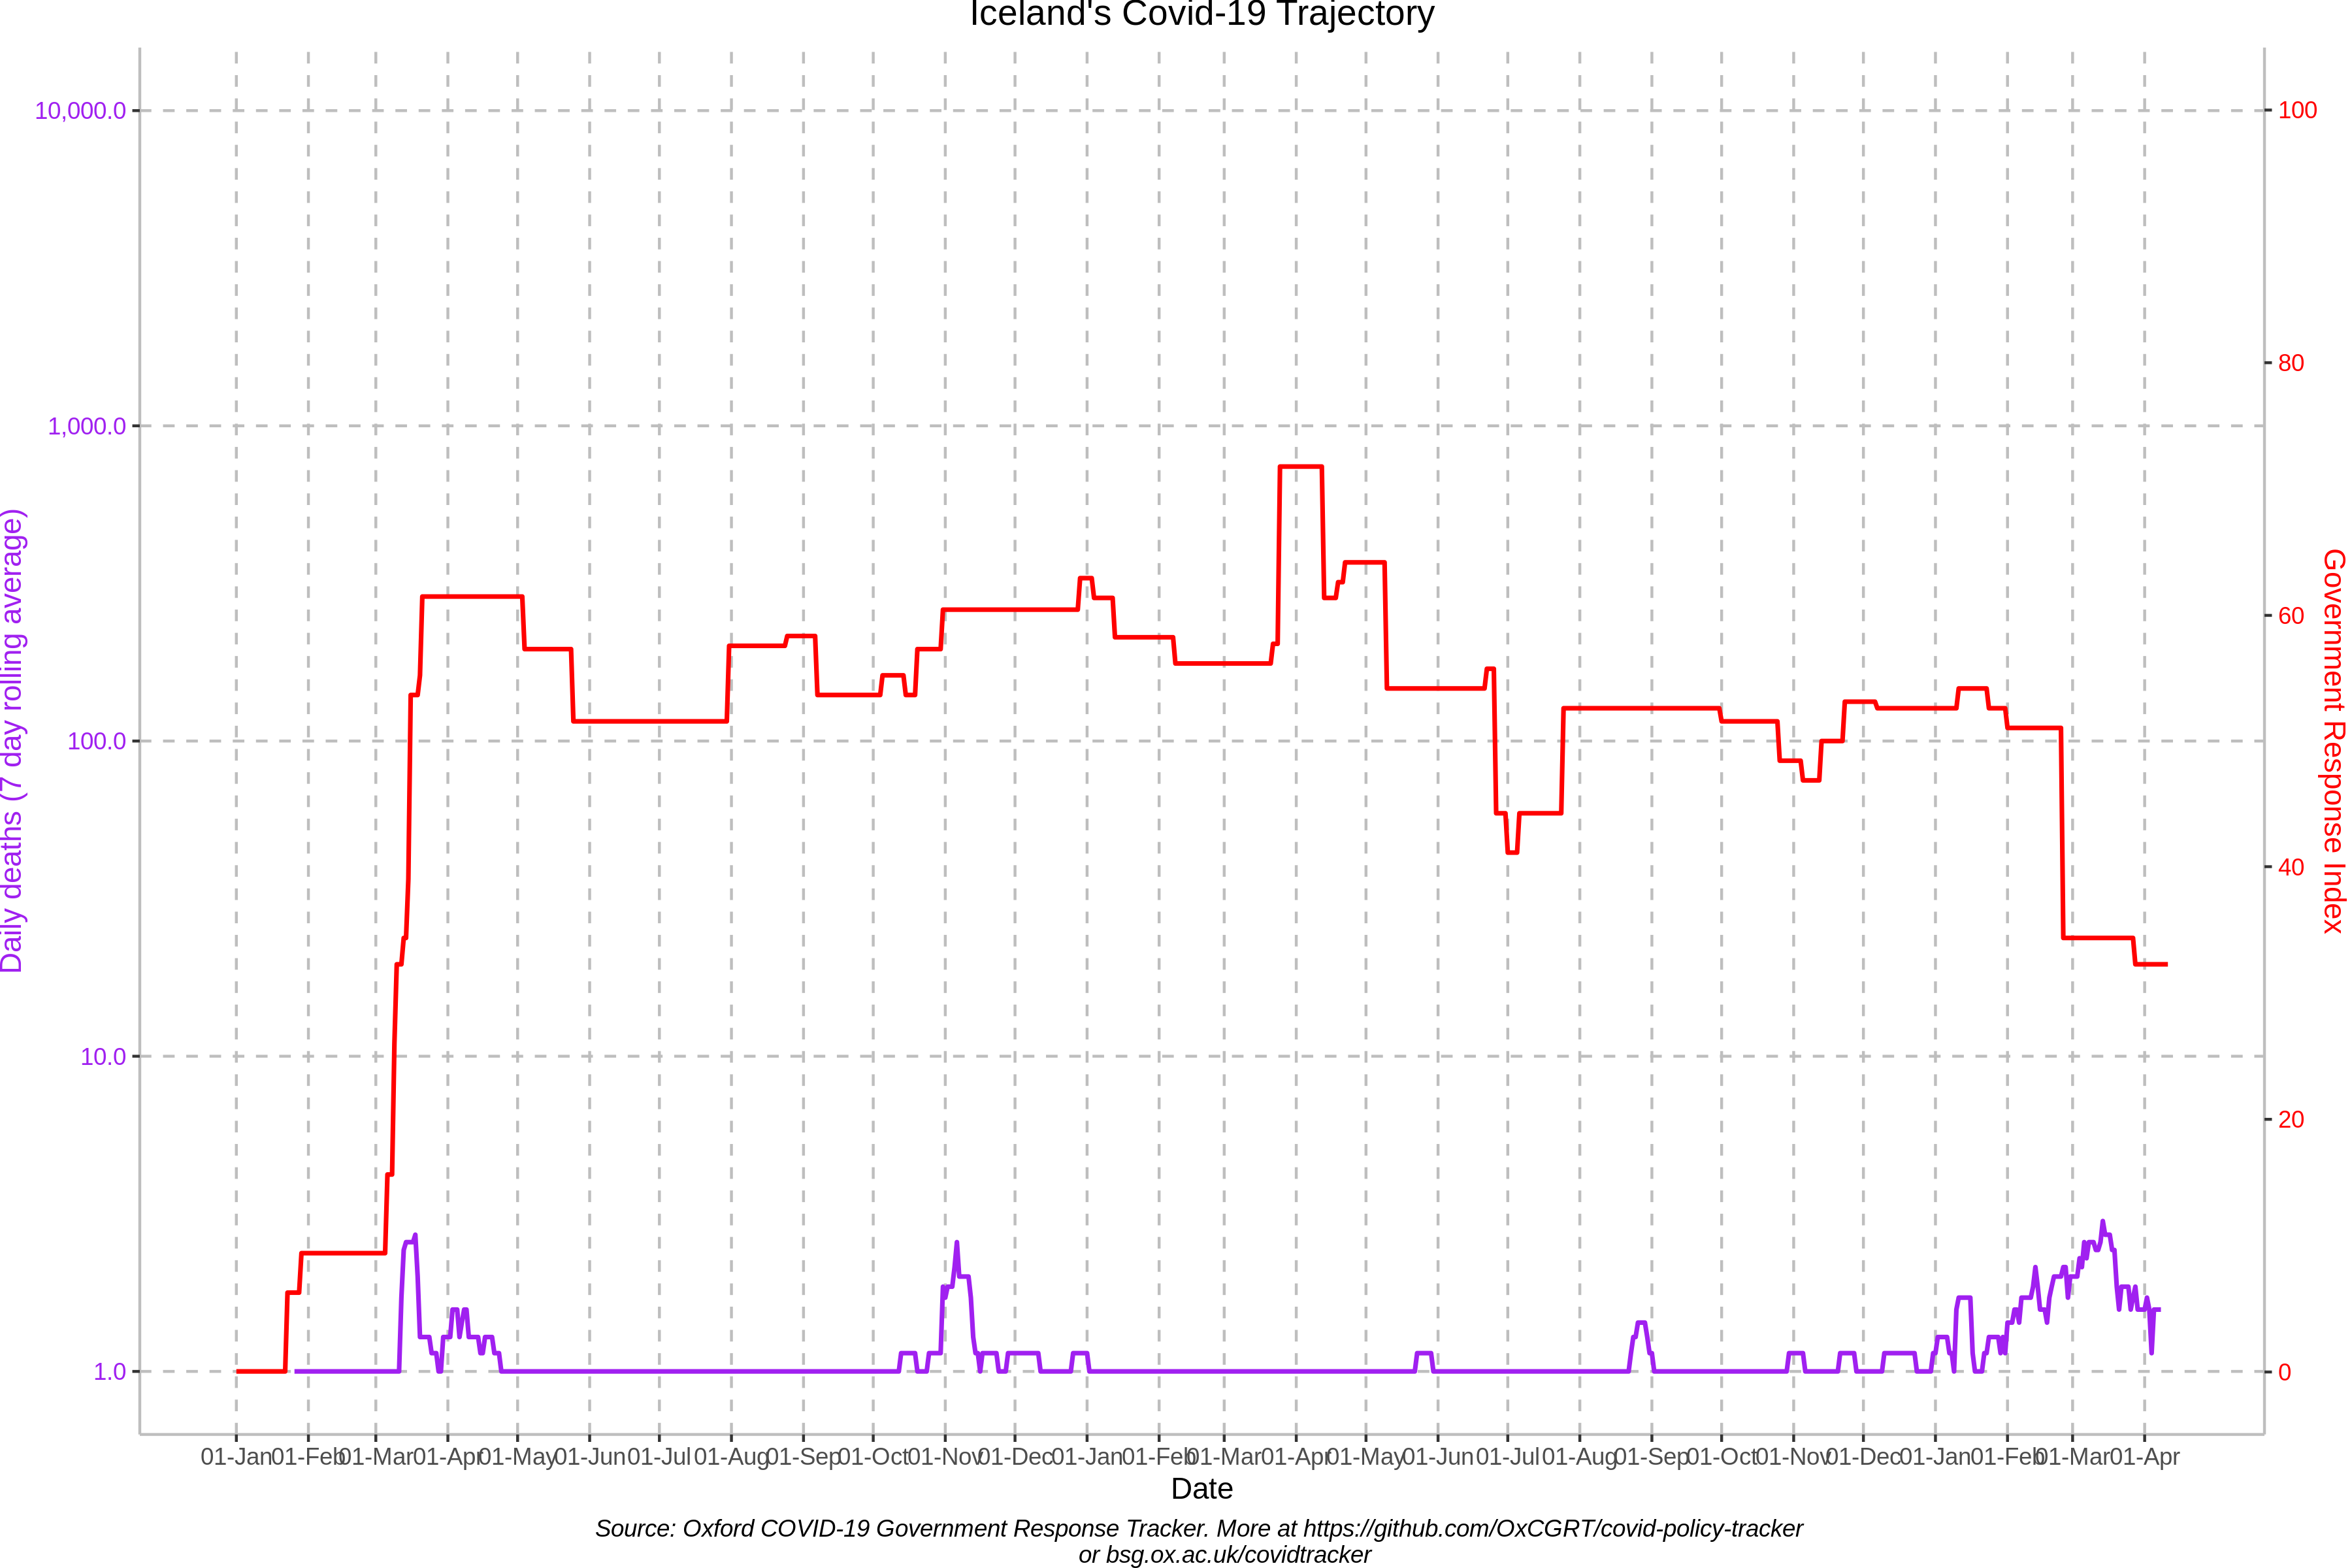 Iceland's Covid-19 Trajectory
10,000.0
1,000.0
100.0
10.0
1.0
Daily deaths (7 day rolling average)
100
80
60
40
20
0
Government Response Index
01-Jan 01-Feb 01-Mar 01-Apr 01-May 01-Jun 01-Jul 01-Aug 01-Sep 01-Oct 01-Nov 01-Dec 01-Jan 01-Feb 01-Mar 01-Apr 01-May 01-Jun 01-Jul 01-Aug 01-Sep 01-Oct 01-Nov 01-Dec 01-Jan 01-Feb 01-Mar 01-Apr
Date
Source: Oxford COVID-19 Government Response Tracker. More at https://github.com/OxCGRT/covid-policy-tracker
or bsg.ox.ac.uk/covidtracker